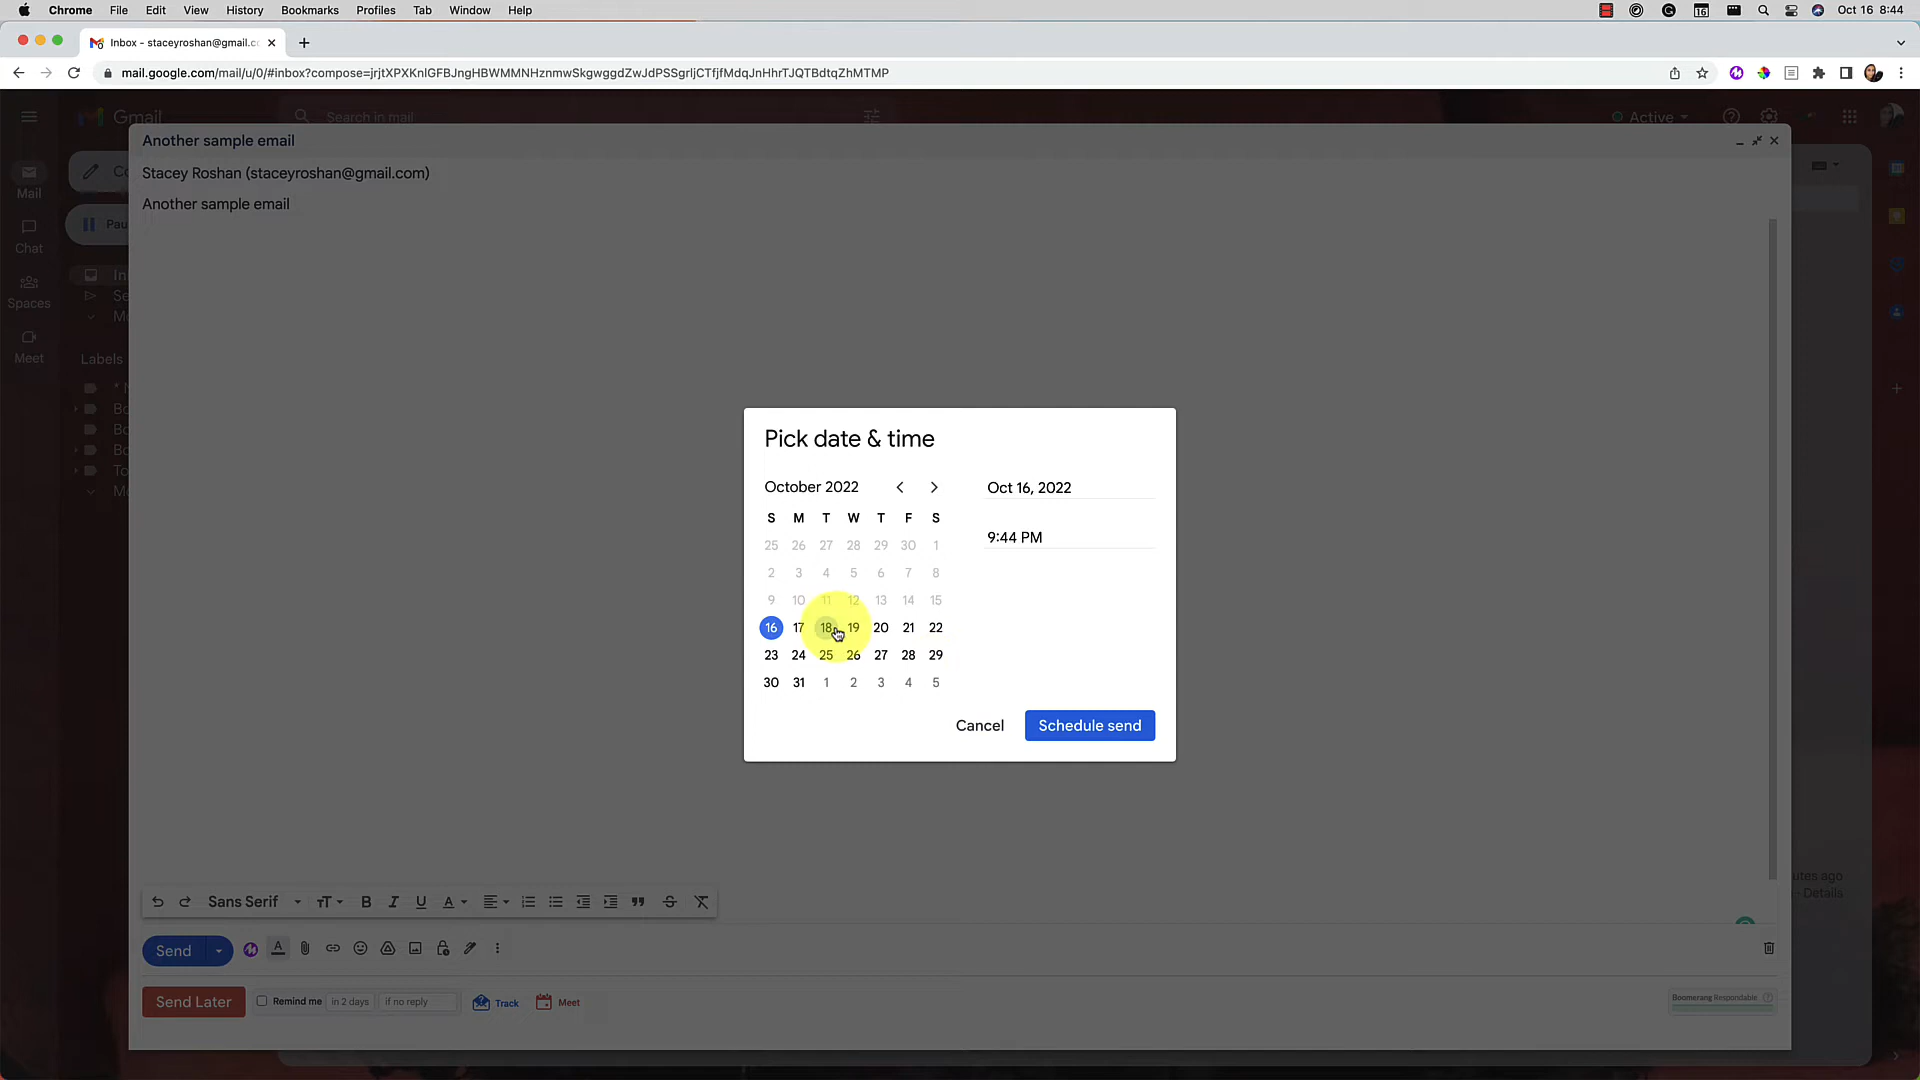 Chrome File Edit View History Bookmarks Profiles Tab Window Help
16
Oct 16 8:44
Inbox - staceyroshan@gmail.c
mail.google.com/mail/u/0/#inbox?compose=jrjtXPXKnlGFBJngHBWMMNHznmwSkgwggdZwJdPSSgrljCTfjfMdqJnHhrTJQTBdtqZhMTMP
Gmail
Search in mail
Active
Another sample email
Stacey Roshan (staceyroshan@gmail.com)
Another sample email
Mail
Chat
Spaces
Meet
Labels
Pick date & time
October 2022
Oct 16, 2022
S M T W T F S
9:44 PM
25 26 27 28 29 30 1
2 3 4 5 6 7 8
9 10 11 12 13 14 15
16 17 18 19 20 21 22
23 24 25 26 27 28 29
30 31 1 2 3 4 5
Cancel
Schedule send
utes ago
Details
Sans Serif
Send
Send Later
Remind me in 2 days if no reply
Track
Meet
Boomerang Respondable